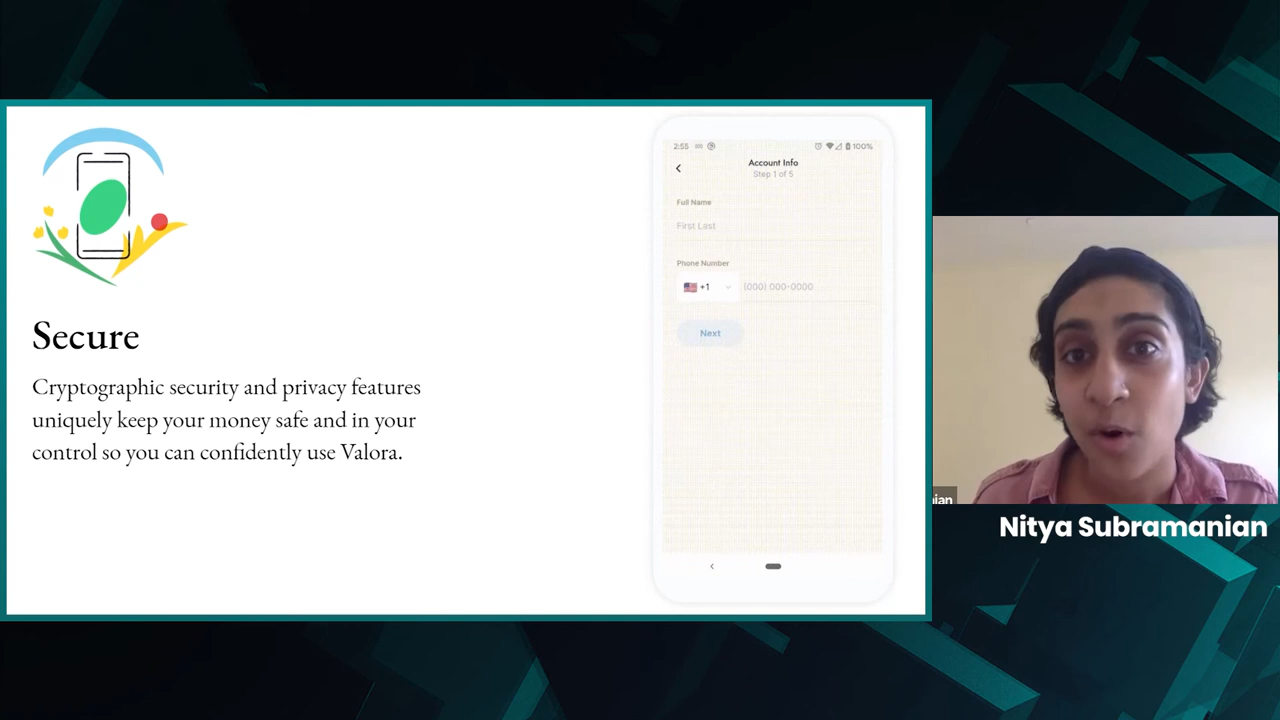 Secure
Cryptographic security and privacy features
uniquely keep your money safe and in your
control so you can confidently use Valora.
2:55
100%
Account Info
Step 1 of 5
Full Name
First Last
Phone Number
+1
(000) 000-0000
Next
nian
Nitya Subramanian